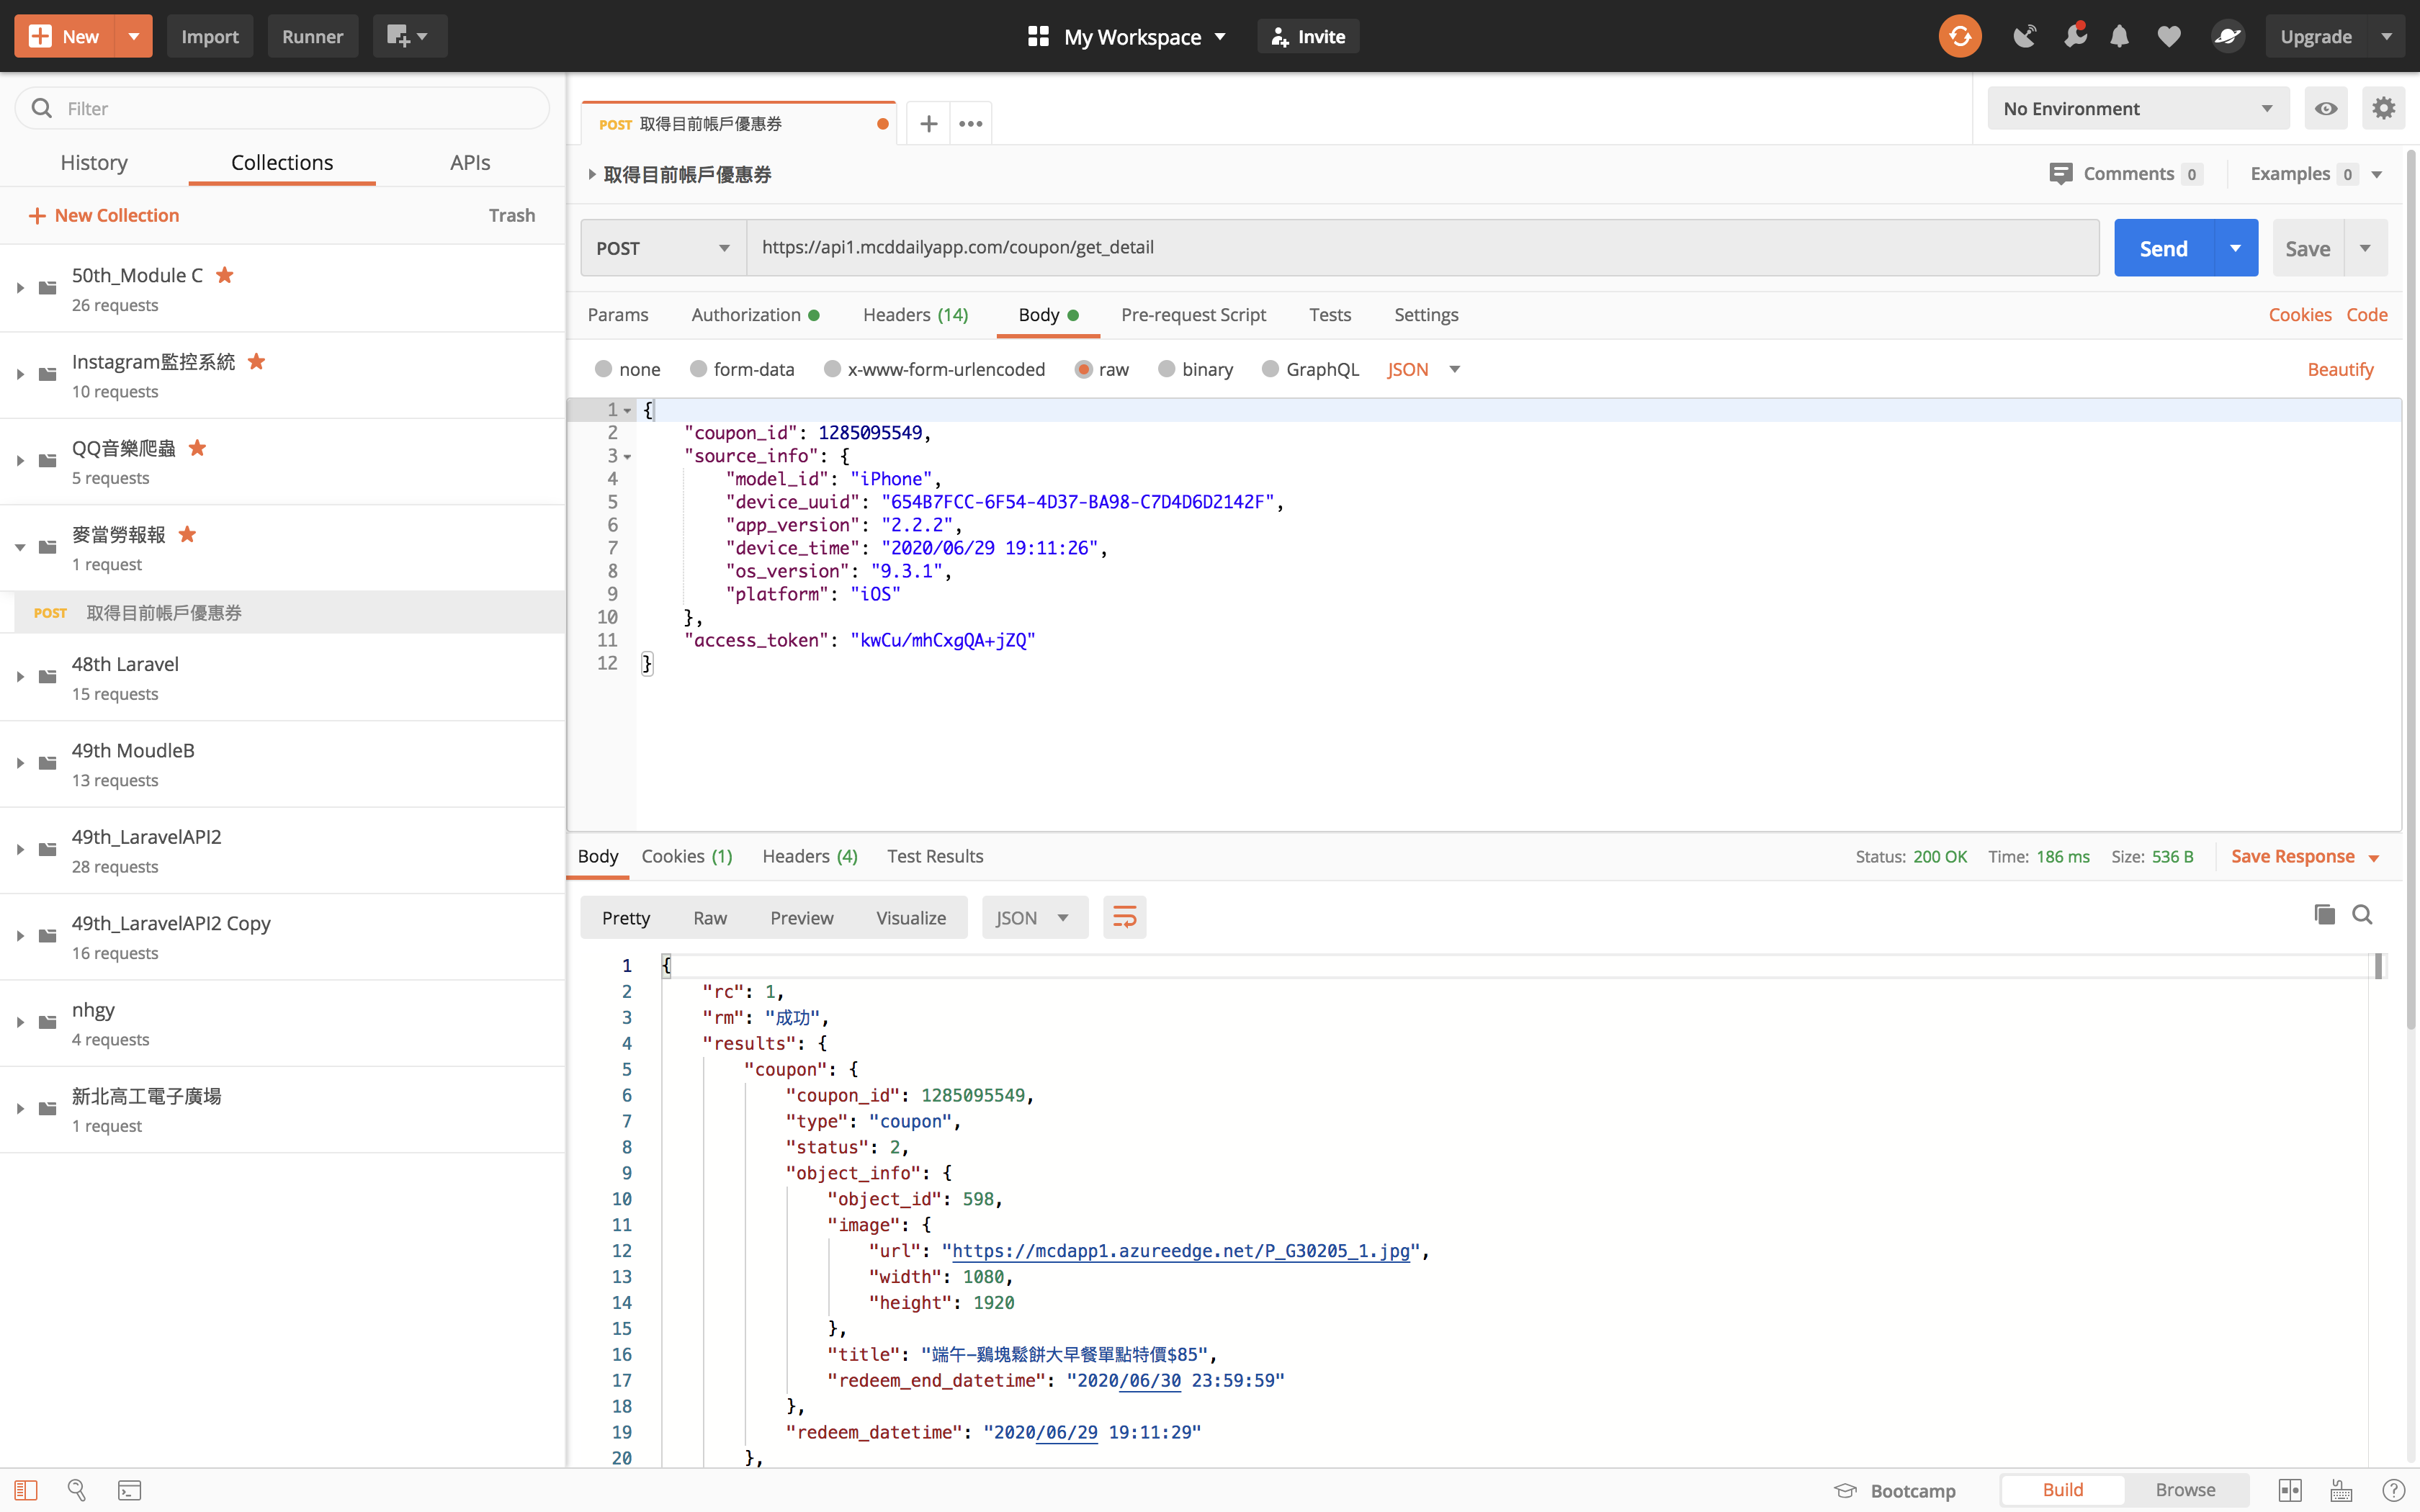 New
Import
Runner
My Workspace
Invite
Upgrade
Filter
History
Collections
APIs
New Collection
Trash
50th_Module C
26 requests
Instagram監控系統
10 requests
QQ音樂爬蟲
5 requests
麥當勞報報
1 request
POST 取得目前帳戶優惠券
48th Laravel
15 requests
49th MoudleB
13 requests
49th_LaravelAPI2
28 requests
49th_LaravelAPI2 Copy
16 requests
nhgy
4 requests
新北高工電子廣場
1 request
POST 取得目前帳戶優惠券
No Environment
取得目前帳戶優惠券
Comments 0
Examples 0
POST
https://api1.mcddailyapp.com/coupon/get_detail
Send
Save
Params
Authorization
Headers (14)
Body
Pre-request Script
Tests
Settings
Cookies
Code
none
form-data
x-www-form-urlencoded
raw
binary
GraphQL
JSON
Beautify
1 {
2 "coupon_id": 1285095549,
3 "source_info": {
4 "model_id": "iPhone",
5 "device_uuid": "654B7FCC-6F54-4D37-BA98-C7D4D6D2142F",
6 "app_version": "2.2.2",
7 "device_time": "2020/06/29 19:11:26",
8 "os_version": "9.3.1",
9 "platform": "iOS"
10 },
11 "access_token": "kwCu/mhCxgQA+jZQ"
12 }
Body
Cookies (1)
Headers (4)
Test Results
Status: 200 OK
Time: 186 ms
Size: 536 B
Save Response
Pretty
Raw
Preview
Visualize
JSON
1 {
2 "rc": 1,
3 "rm": "成功",
4 "results": {
5 "coupon": {
6 "coupon_id": 1285095549,
7 "type": "coupon",
8 "status": 2,
9 "object_info": {
10 "object_id": 598,
11 "image": {
12 "url": "https://mcdapp1.azureedge.net/P_G30205_1.jpg",
13 "width": 1080,
14 "height": 1920
15 },
16 "title": "端午-鷄塊鬆餅大早餐單點特價$85",
17 "redeem_end_datetime": "2020/06/30 23:59:59"
18 },
19 "redeem_datetime": "2020/06/29 19:11:29"
20 },
Bootcamp
Build
Browse